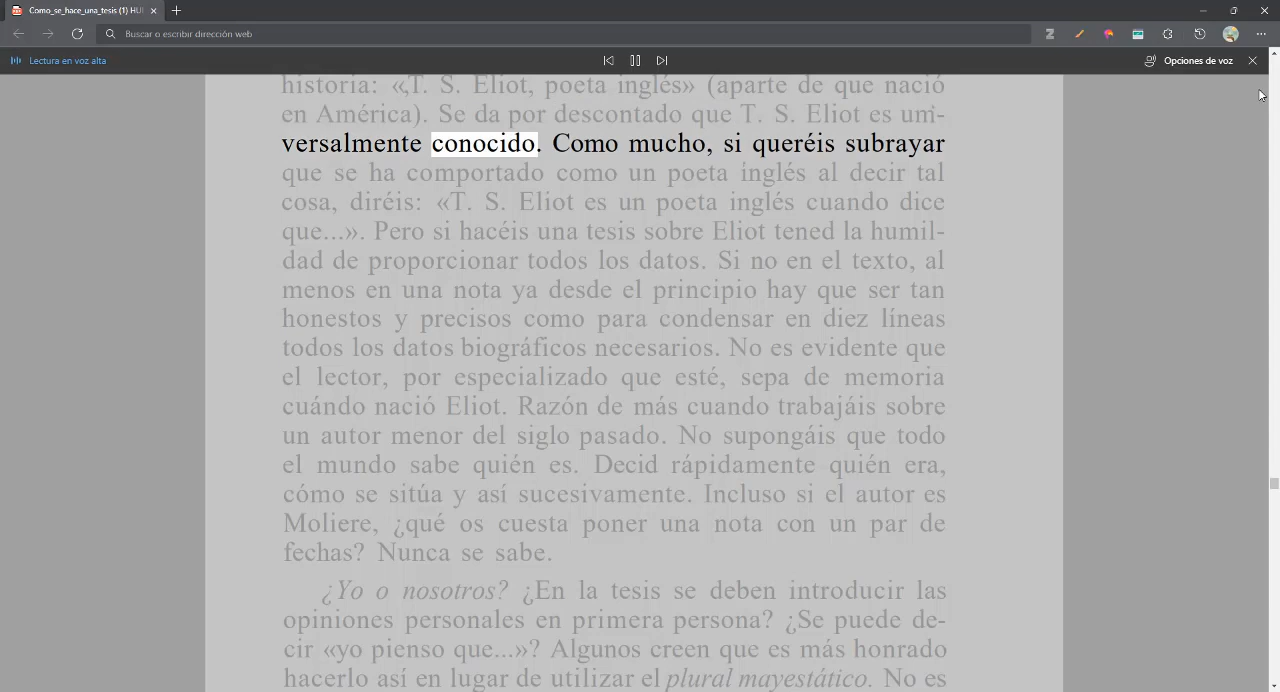 Como_se_hace_una_tesis (1) HU
Buscar o escribir dirección web
Lectura en voz alta
Opciones de voz
historia: «,T. S. Eliot, poeta inglés» (aparte de que nació
en América). Se da por descontado que T. S. Eliot es um-
versalmente conocido. Como mucho, si queréis subrayar
que se ha comportado como un poeta inglés al decir tal
cosa, diréis: «T. S. Eliot es un poeta inglés cuando dice
que...». Pero si hacéis una tesis sobre Eliot tened la humil-
dad de proporcionar todos los datos. Si no en el texto, al
menos en una nota ya desde el principio hay que ser tan
honestos y precisos como para condensar en diez líneas
todos los datos biográficos necesarios. No es evidente que
el lector, por especializado que esté, sepa de memoria
cuándo nació Eliot. Razón de más cuando trabajáis sobre
un autor menor del siglo pasado. No supongáis que todo
el mundo sabe quién es. Decid rápidamente quién era,
cómo se sitúa y así sucesivamente. Incluso si el autor es
Moliere, ¿qué os cuesta poner una nota con un par de
fechas? Nunca se sabe.
¿Yo o nosotros? ¿En la tesis se deben introducir las
opiniones personales en primera persona? ¿Se puede de-
cir «yo pienso que...»? Algunos creen que es más honrado
hacerlo así en lugar de utilizar el plural mayestático. No es